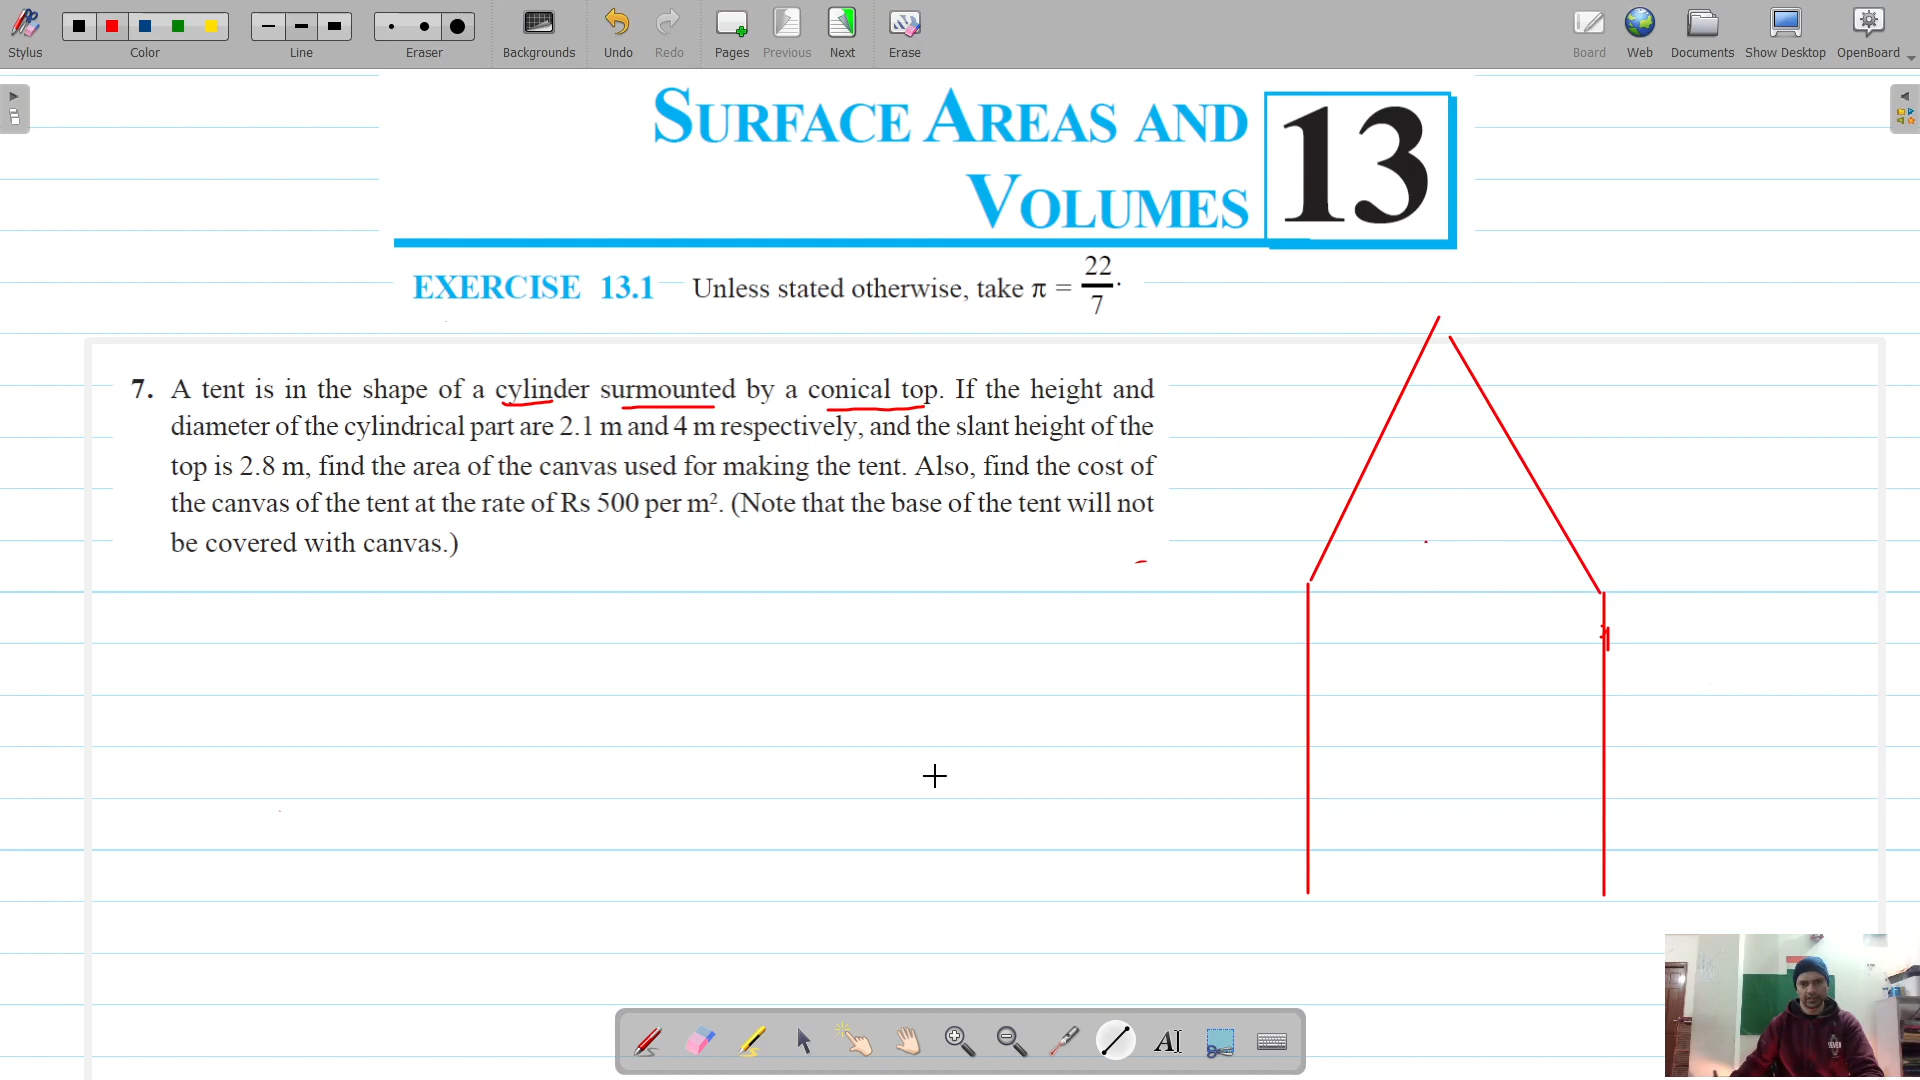 Stylus Color Line Eraser Backgrounds Undo Redo Pages Previous Next Erase Board Web Documents Show Desktop OpenBoard
SURFACE AREAS AND
VOLUMES
13
EXERCISE 13.1 Unless stated otherwise, take π = 22/7.
7. A tent is in the shape of a cylinder surmounted by a conical top. If the height and
diameter of the cylindrical part are 2.1 m and 4 m respectively, and the slant height of the
top is 2.8 m, find the area of the canvas used for making the tent. Also, find the cost of
the canvas of the tent at the rate of Rs 500 per m². (Note that the base of the tent will not
be covered with canvas.)